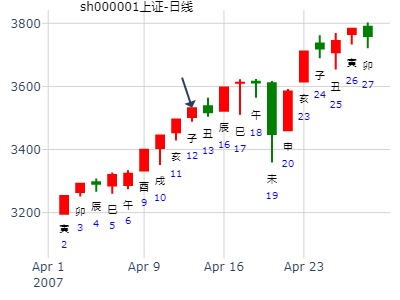 sh000001上证-日线
3800
3600
3400
3200
寅 卯 辰 巳 午 酉 戌 亥 子 丑 辰 巳 午 未 申 亥 子 丑 寅 卯
2 3 4 5 6 9 10 11 12 13 16 17 18 19 20 23 24 25 26 27
Apr 1 Apr 9 Apr 16 Apr 23
2007